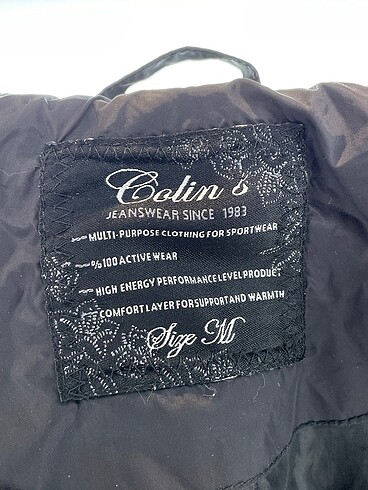 Colin's
JEANSWEAR SINCE 1983
MULTI-PURPOSE CLOTHING FOR SPORTWEAR
%100 ACTIVE WEAR
HIGH ENERGY PERFORMANCE LEVEL PRODUCT
COMFORT LAYER FOR SUPPORT AND WARMTH
Size M